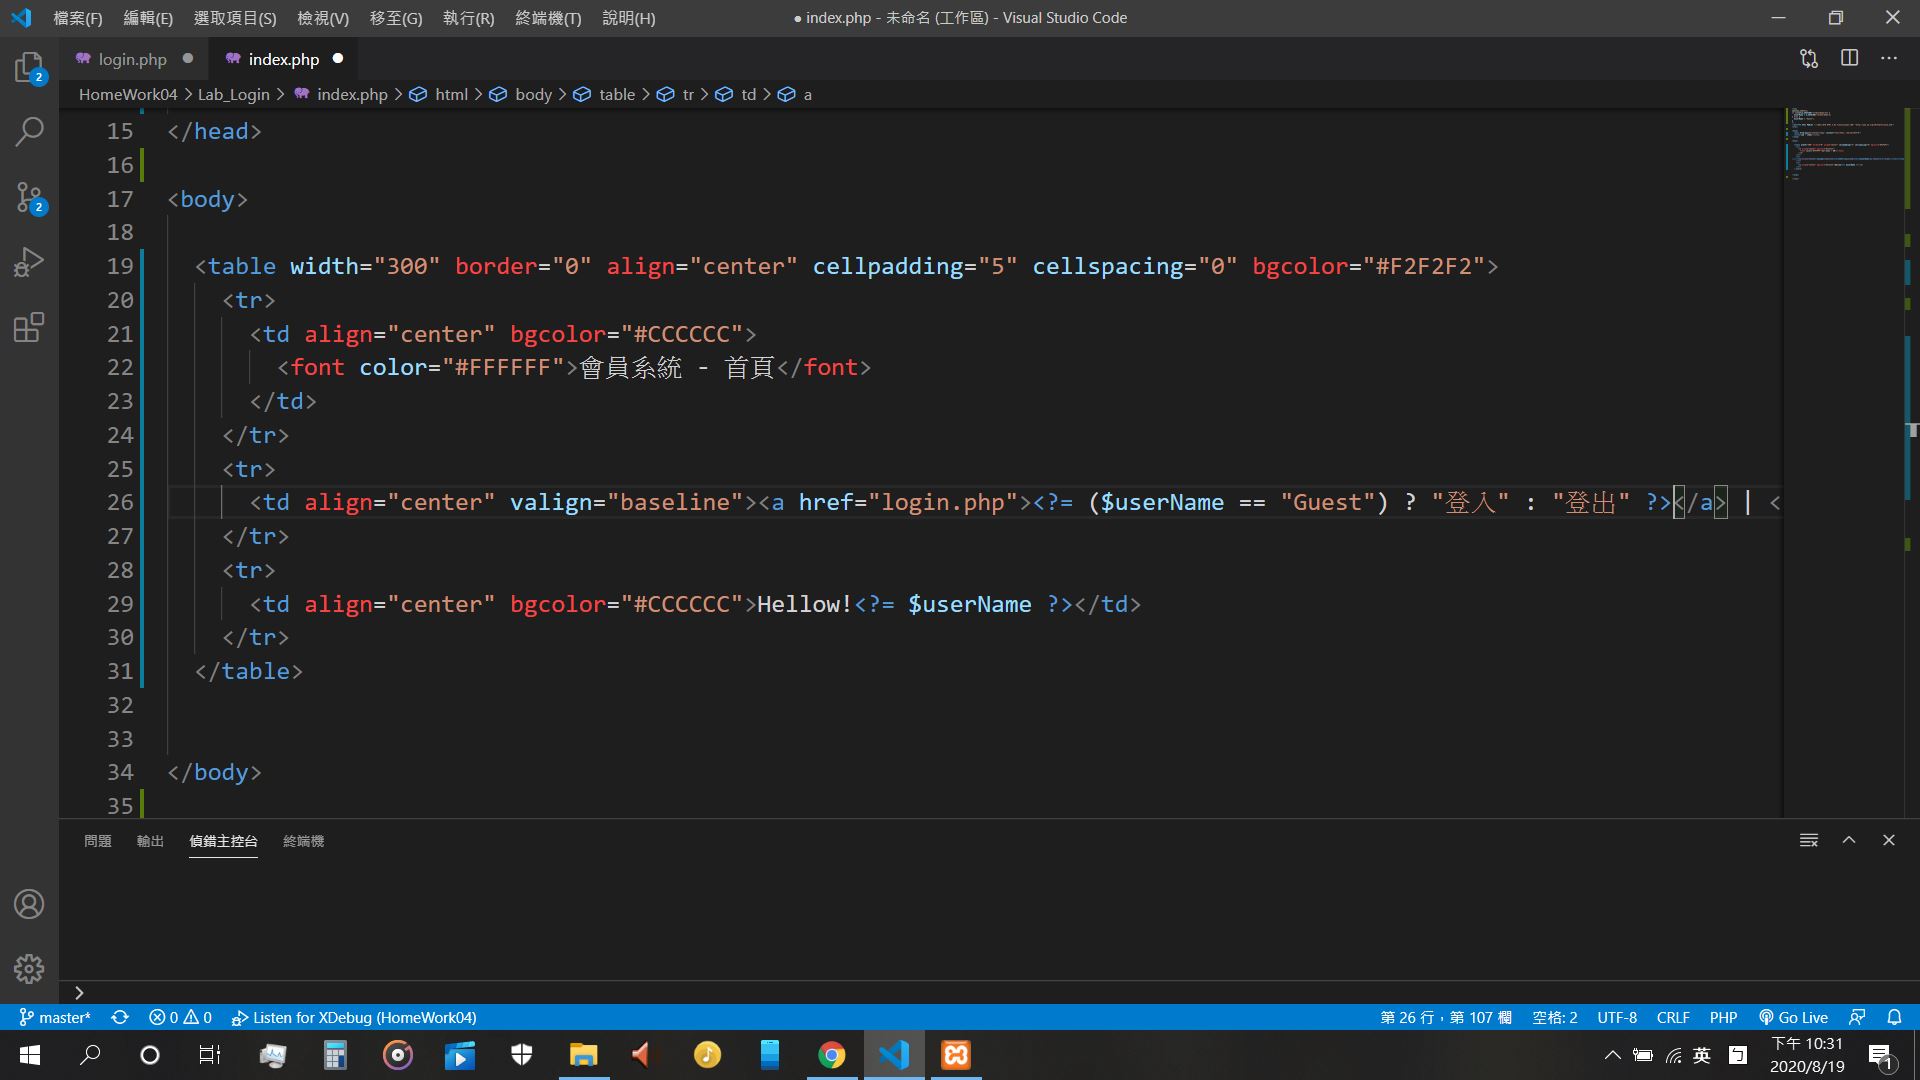 檔案(F) 編輯(E) 選取項目(S) 檢視(V) 移至(G) 執行(R) 終端機(T) 說明(H) ● index.php - 未命名 (工作區) - Visual Studio Code
login.php ● index.php ●
2
HomeWork04 > Lab_Login > index.php > html > body > table > tr > td > a
15 </head>
16
17 <body>
2
18
19 <table width="300" border="0" align="center" cellpadding="5" cellspacing="0" bgcolor="#F2F2F2">
20 <tr>
21 <td align="center" bgcolor="#CCCCCC">
22 <font color="#FFFFFF">會員系統 - 首頁</font>
23 </td>
24 </tr>
25 <tr>
26 <td align="center" valign="baseline"><a href="login.php"><?= ($userName == "Guest") ? "登入" : "登出" ?></a> | <
27 </tr>
28 <tr>
29 <td align="center" bgcolor="#CCCCCC">Hellow!<?= $userName ?></td>
30 </tr>
31 </table>
32
33
34 </body>
35
問題 輸出 偵錯主控台 終端機
>
master* 0 0 Listen for XDebug (HomeWork04) 第 26 行，第 107 欄 空格: 2 UTF-8 CRLF PHP Go Live
英 下午 10:31
2020/8/19
1